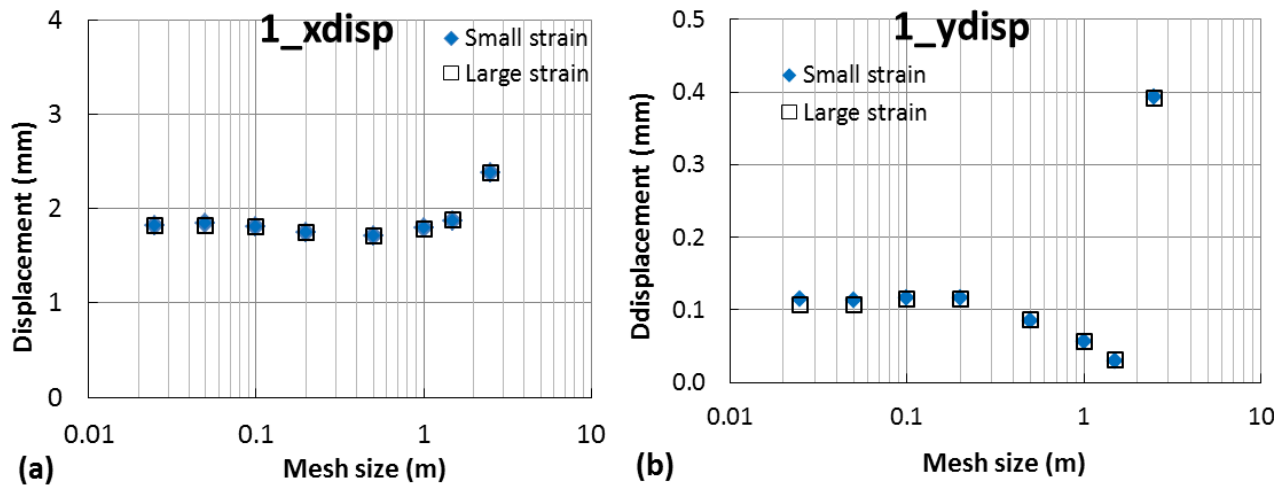 1_xdisp
Small strain
Large strain
4
3
2
1
0
Displacement (mm)
0.01
0.1
1
10
Mesh size (m)
(a)
1_ydisp
Small strain
Large strain
0.5
0.4
0.3
0.2
0.1
0.0
Ddisplacement (mm)
0.01
0.1
1
10
Mesh size (m)
(b)